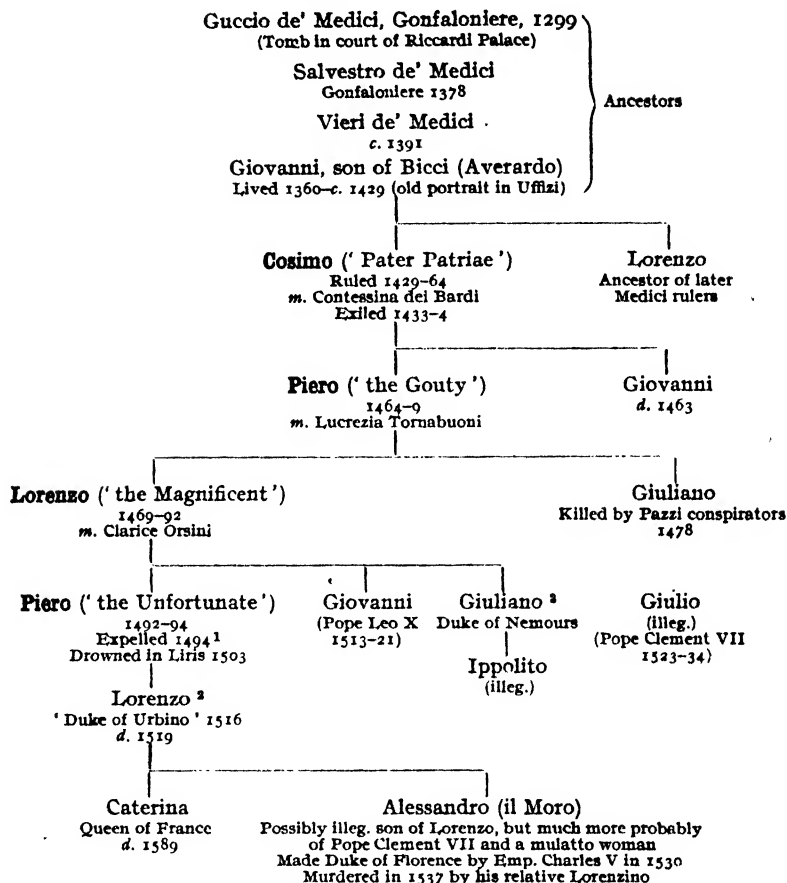 Guccio de' Medici, Gonfaloniere, 1299
(Tomb in court of Riccardi Palace)
Salvestro de' Medici
Gonfaloniere 1378
Vieri de' Medici
c. 1391
Giovanni, son of Bicci (Averardo)
Lived 1360–c. 1429 (old portrait in Uffizi)
Ancestors
Cosimo (' Pater Patriae ')
Ruled 1429–64
m. Contessina dei Bardi
Exiled 1433–4
Lorenzo
Ancestor of later
Medici rulers
Piero (' the Gouty ')
1464–9
m. Lucrezia Tornabuoni
Giovanni
d. 1463
Lorenzo (' the Magnificent ')
1469–92
m. Clarice Orsini
Giuliano
Killed by Pazzi conspirators
1478
Piero (' the Unfortunate ')
1492–94
Expelled 1494¹
Drowned in Liris 1503
Giovanni
(Pope Leo X
1513–21)
Giuliano ²
Duke of Nemours
Ippolito
(illeg.)
Giulio
(illeg.)
(Pope Clement VII
1523–34)
Lorenzo ²
' Duke of Urbino ' 1516
d. 1519
Caterina
Queen of France
d. 1589
Alessandro (il Moro)
Possibly illeg. son of Lorenzo, but much more probably
of Pope Clement VII and a mulatto woman
Made Duke of Florence by Emp. Charles V in 1530
Murdered in 1537 by his relative Lorenzino